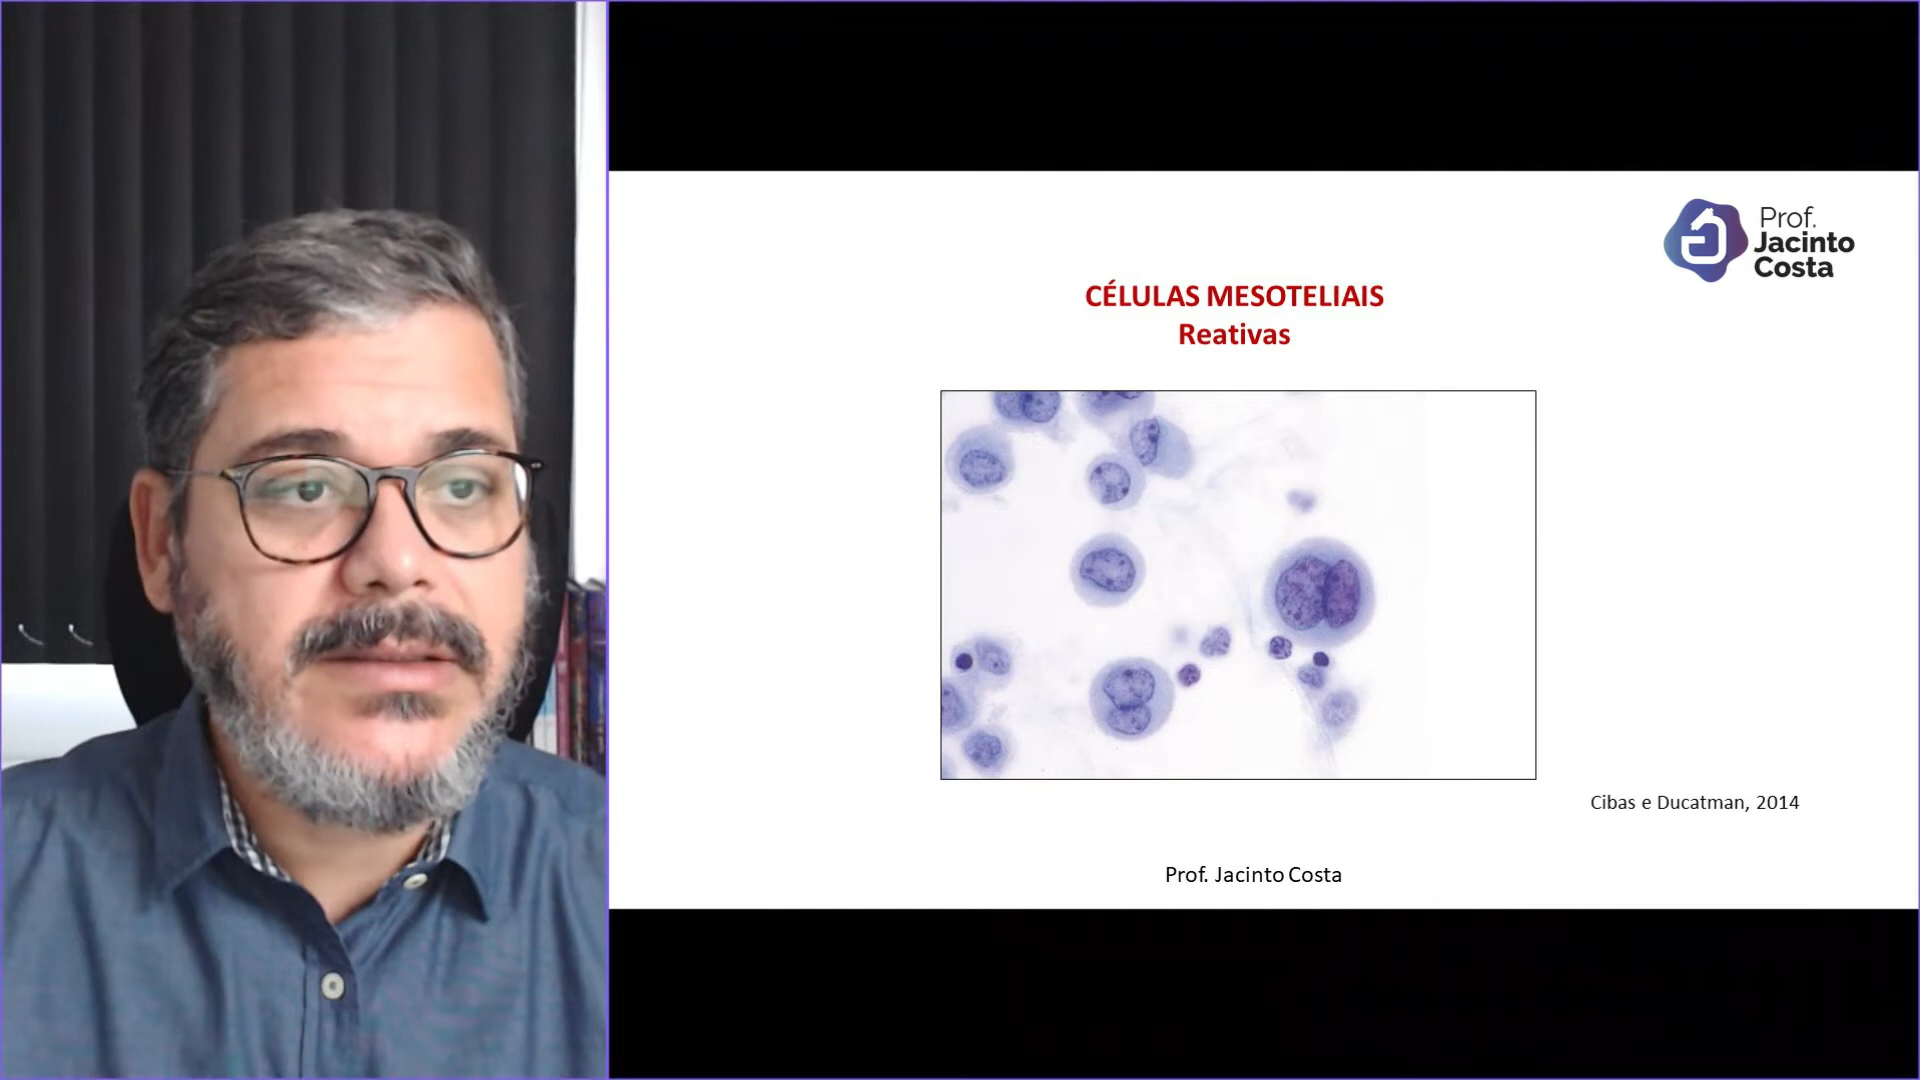 Prof.
Jacinto
Costa
CÉLULAS MESOTELIAIS
Reativas
Cibas e Ducatman, 2014
Prof. Jacinto Costa